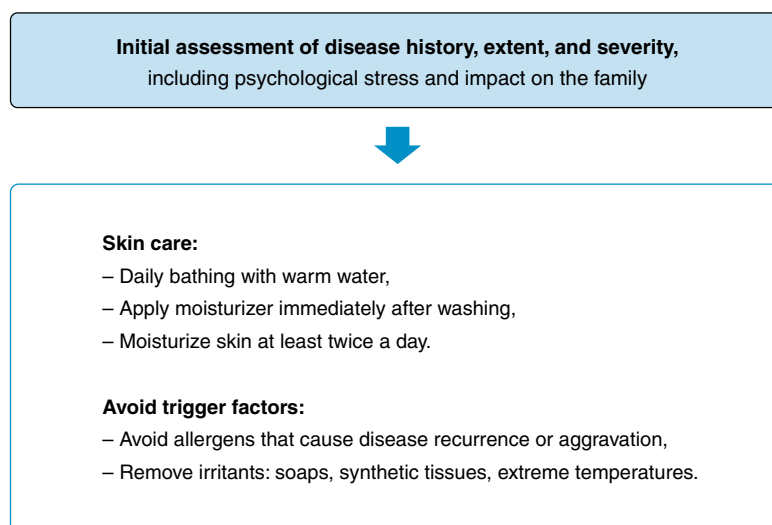 Initial assessment of disease history, extent, and severity,
including psychological stress and impact on the family
Skin care:
– Daily bathing with warm water,
– Apply moisturizer immediately after washing,
– Moisturize skin at least twice a day.
Avoid trigger factors:
– Avoid allergens that cause disease recurrence or aggravation,
– Remove irritants: soaps, synthetic tissues, extreme temperatures.